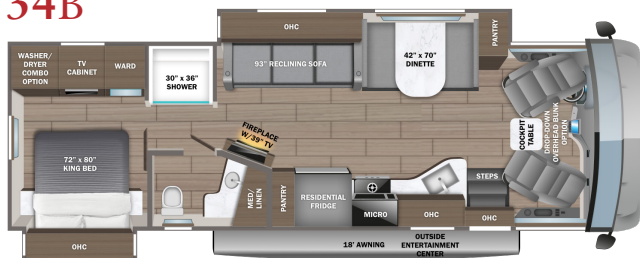 34B
WASHER/
DRYER
COMBO
OPTION
TV
CABINET
WARD
30" x 36"
SHOWER
OHC
93" RECLINING SOFA
42" x 70"
DINETTE
PANTRY
COCKPIT
TABLE
DROP-DOWN
OVERHEAD BUNK
OPTION
FIREPLACE
W/39" TV
72" x 80"
KING BED
MED/
LINEN
PANTRY
RESIDENTIAL
FRIDGE
MICRO
OHC
STEPS
OHC
OHC
18' AWNING
OUTSIDE
ENTERTAINMENT
CENTER